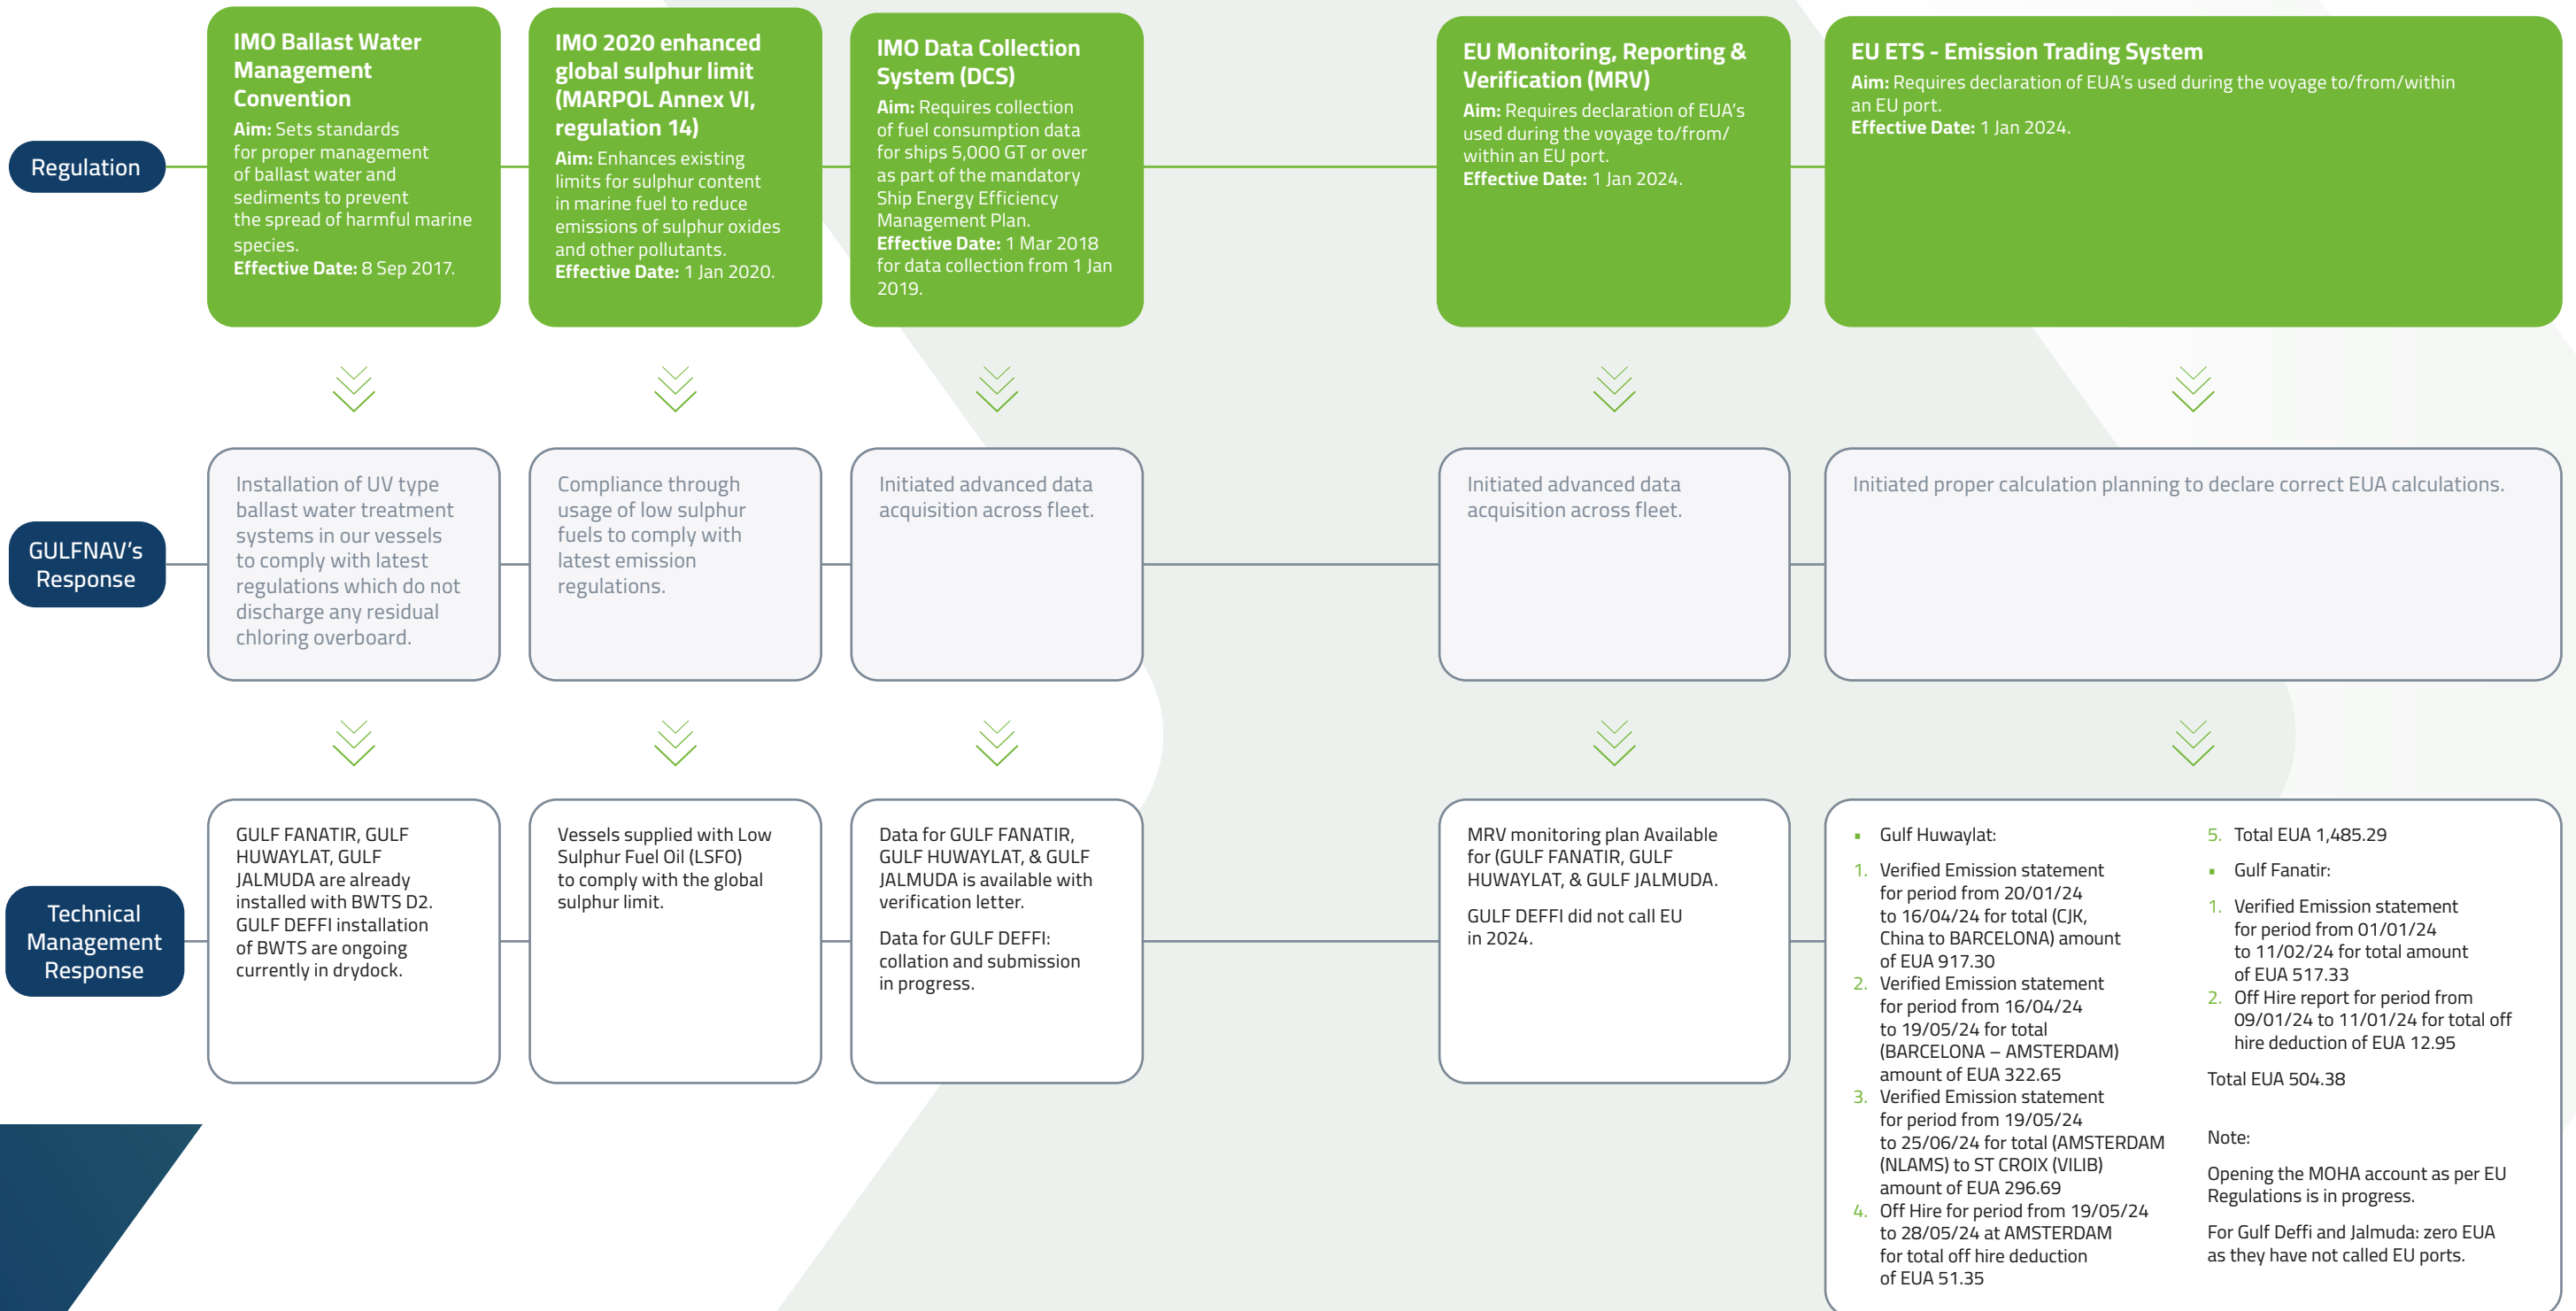 Regulation
IMO Ballast Water
Management
Convention
Aim: Sets standards
for proper management
of ballast water and
sediments to prevent
the spread of harmful marine
species.
Effective Date: 8 Sep 2017.
IMO 2020 enhanced
global sulphur limit
(MARPOL Annex VI,
regulation 14)
Aim: Enhances existing
limits for sulphur content
in marine fuel to reduce
emissions of sulphur oxides
and other pollutants.
Effective Date: 1 Jan 2020.
IMO Data Collection
System (DCS)
Aim: Requires collection
of fuel consumption data
for ships 5,000 GT or over
as part of the mandatory
Ship Energy Efficiency
Management Plan.
Effective Date: 1 Mar 2018
for data collection from 1 Jan
2019.
EU Monitoring, Reporting &
Verification (MRV)
Aim: Requires declaration of EUA's
used during the voyage to/from/
within an EU port.
Effective Date: 1 Jan 2024.
EU ETS - Emission Trading System
Aim: Requires declaration of EUA's used during the voyage to/from/within
an EU port.
Effective Date: 1 Jan 2024.
GULFNAV's
Response
Installation of UV type
ballast water treatment
systems in our vessels
to comply with latest
regulations which do not
discharge any residual
chloring overboard.
Compliance through
usage of low sulphur
fuels to comply with
latest emission
regulations.
Initiated advanced data
acquisition across fleet.
Initiated advanced data
acquisition across fleet.
Initiated proper calculation planning to declare correct EUA calculations.
Technical
Management
Response
GULF FANATIR, GULF
HUWAYLAT, GULF
JALMUDA are already
installed with BWTS D2.
GULF DEFFI installation
of BWTS are ongoing
currently in drydock.
Vessels supplied with Low
Sulphur Fuel Oil (LSFO)
to comply with the global
sulphur limit.
Data for GULF FANATIR,
GULF HUWAYLAT, & GULF
JALMUDA is available with
verification letter.
Data for GULF DEFFI:
collation and submission
in progress.
MRV monitoring plan Available
for (GULF FANATIR, GULF
HUWAYLAT, & GULF JALMUDA.
GULF DEFFI did not call EU
in 2024.
▪ Gulf Huwaylat:
1. Verified Emission statement
for period from 20/01/24
to 16/04/24 for total (CJK,
China to BARCELONA) amount
of EUA 917.30
2. Verified Emission statement
for period from 16/04/24
to 19/05/24 for total
(BARCELONA – AMSTERDAM)
amount of EUA 322.65
3. Verified Emission statement
for period from 19/05/24
to 25/06/24 for total (AMSTERDAM
(NLAMS) to ST CROIX (VILIB)
amount of EUA 296.69
4. Off Hire for period from 19/05/24
to 28/05/24 at AMSTERDAM
for total off hire deduction
of EUA 51.35
5. Total EUA 1,485.29
▪ Gulf Fanatir:
1. Verified Emission statement
for period from 01/01/24
to 11/02/24 for total amount
of EUA 517.33
2. Off Hire report for period from
09/01/24 to 11/01/24 for total off
hire deduction of EUA 12.95
Total EUA 504.38
Note:
Opening the MOHA account as per EU
Regulations is in progress.
For Gulf Deffi and Jalmuda: zero EUA
as they have not called EU ports.